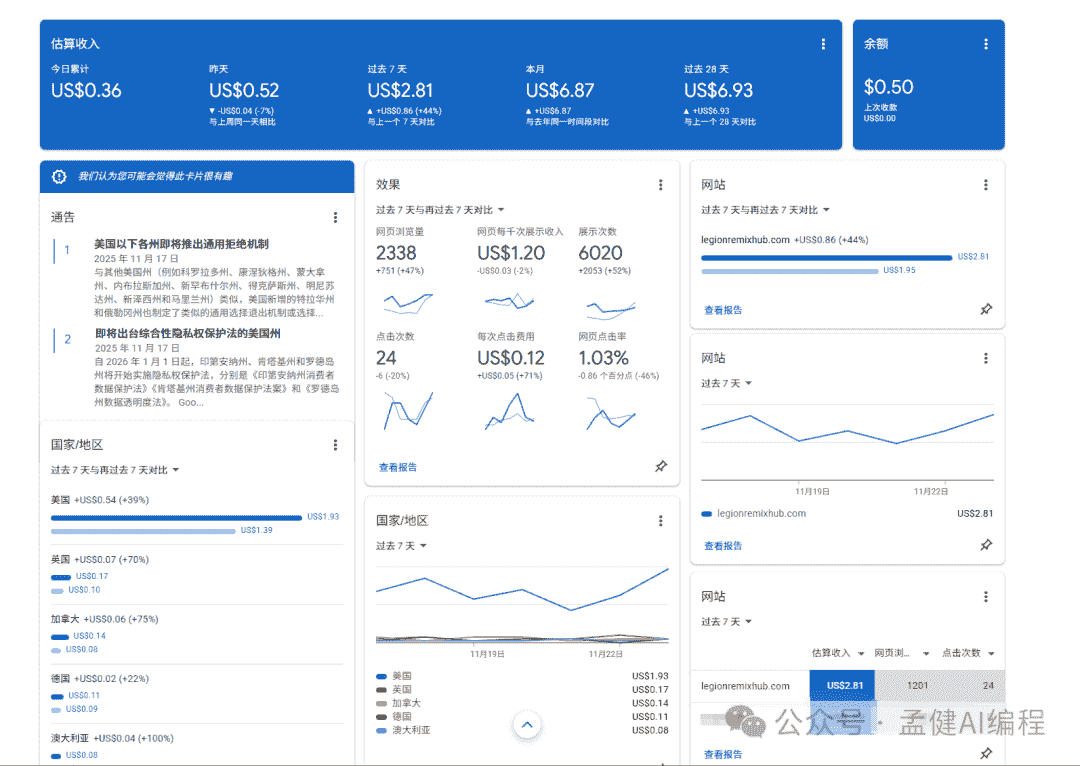 估算收入
今日累计
US$0.36
昨天
US$0.52
▼ -US$0.04 (-7%)
与上周同一天相比
过去 7 天
US$2.81
▲ +US$0.86 (+44%)
与上一个 7 天对比
本月
US$6.87
▲ +US$6.87
与去年同一时间段对比
过去 28 天
US$6.93
▲ +US$6.93
与上一个 28 天对比
余额
$0.50
上次收款
US$0.00
我们认为您可能会觉得此卡片很有趣
通告
1
美国以下各州即将推出通用拒绝机制
2025 年 11 月 17 日
与其他美国州（例如科罗拉多州、康涅狄格州、蒙大拿
州、内布拉斯加州、新罕布什尔州、得克萨斯州、明尼苏
达州、新泽西州和马里兰州）类似，美国新增的特拉华州
和俄勒冈州也制定了类似的通用选择退出机制或选择...
2
即将出台综合性隐私权保护法的美国州
2025 年 11 月 17 日
自 2026 年 1 月 1 日起，印第安纳州、肯塔基州和罗德岛
州将开始实施隐私权保护法，分别是《印第安纳州消费者
数据保护法》《肯塔基州消费者数据保护法案》和《罗德岛
州数据透明度法》。 Goo...
国家/地区
过去 7 天与再过去 7 天对比
美国 +US$0.54 (+39%)
US$1.93
US$1.39
英国 +US$0.07 (+70%)
US$0.17
US$0.10
加拿大 +US$0.06 (+75%)
US$0.14
US$0.08
德国 +US$0.02 (+22%)
US$0.11
US$0.09
澳大利亚 +US$0.04 (+100%)
US$0.08
效果
过去 7 天与再过去 7 天对比
网页浏览量
2338
+751 (+47%)
网页每千次展示收入
US$1.20
-US$0.03 (-2%)
展示次数
6020
+2053 (+52%)
点击次数
24
-6 (-20%)
每次点击费用
US$0.12
+US$0.05 (+71%)
网页点击率
1.03%
-0.86 个百分点 (-46%)
查看报告
国家/地区
过去 7 天
11月19日
11月22日
美国 US$1.93
英国 US$0.17
加拿大 US$0.14
德国 US$0.11
澳大利亚 US$0.08
网站
过去 7 天与再过去 7 天对比
legionremixhub.com +US$0.86 (+44%)
US$2.81
US$1.95
查看报告
网站
过去 7 天
11月19日
11月22日
legionremixhub.com US$2.81
查看报告
网站
过去 7 天
估算收入 网页浏... 点击次数
legionremixhub.com US$2.81 1201 24
公众号 · 孟健AI编程
查看报告